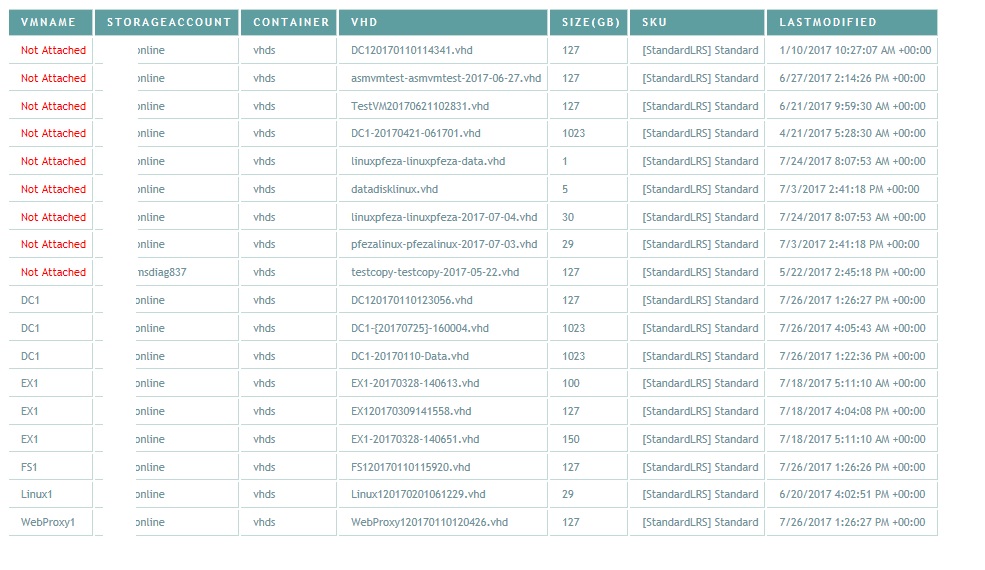 VMNAME STORAGEACCOUNT CONTAINER VHD SIZE(GB) SKU LASTMODIFIED
Not Attached online vhds DC120170110114341.vhd 127 [StandardLRS] Standard 1/10/2017 10:27:07 AM +00:00
Not Attached online vhds asmvmtest-asmvmtest-2017-06-27.vhd 127 [StandardLRS] Standard 6/27/2017 2:14:26 PM +00:00
Not Attached online vhds TestVM20170621102831.vhd 127 [StandardLRS] Standard 6/21/2017 9:59:30 AM +00:00
Not Attached online vhds DC1-20170421-061701.vhd 1023 [StandardLRS] Standard 4/21/2017 5:28:30 AM +00:00
Not Attached online vhds linuxpfeza-linuxpfeza-data.vhd 1 [StandardLRS] Standard 7/24/2017 8:07:53 AM +00:00
Not Attached online vhds datadisklinux.vhd 5 [StandardLRS] Standard 7/3/2017 2:41:18 PM +00:00
Not Attached online vhds linuxpfeza-linuxpfeza-2017-07-04.vhd 30 [StandardLRS] Standard 7/24/2017 8:07:53 AM +00:00
Not Attached online vhds pfezalinux-pfezalinux-2017-07-03.vhd 29 [StandardLRS] Standard 7/3/2017 2:41:18 PM +00:00
Not Attached msdiag837 vhds testcopy-testcopy-2017-05-22.vhd 127 [StandardLRS] Standard 5/22/2017 2:45:18 PM +00:00
DC1 online vhds DC120170110123056.vhd 127 [StandardLRS] Standard 7/26/2017 1:26:27 PM +00:00
DC1 online vhds DC1-{20170725}-160004.vhd 1023 [StandardLRS] Standard 7/26/2017 4:05:43 AM +00:00
DC1 online vhds DC1-20170110-Data.vhd 1023 [StandardLRS] Standard 7/26/2017 1:22:36 PM +00:00
EX1 online vhds EX1-20170328-140613.vhd 100 [StandardLRS] Standard 7/18/2017 5:11:10 AM +00:00
EX1 online vhds EX120170309141558.vhd 127 [StandardLRS] Standard 7/18/2017 4:04:08 PM +00:00
EX1 online vhds EX1-20170328-140651.vhd 150 [StandardLRS] Standard 7/18/2017 5:11:10 AM +00:00
FS1 online vhds FS120170110115920.vhd 127 [StandardLRS] Standard 7/26/2017 1:26:26 PM +00:00
Linux1 online vhds Linux120170201061229.vhd 29 [StandardLRS] Standard 6/20/2017 4:02:51 PM +00:00
WebProxy1 online vhds WebProxy120170110120426.vhd 127 [StandardLRS] Standard 7/26/2017 1:26:27 PM +00:00